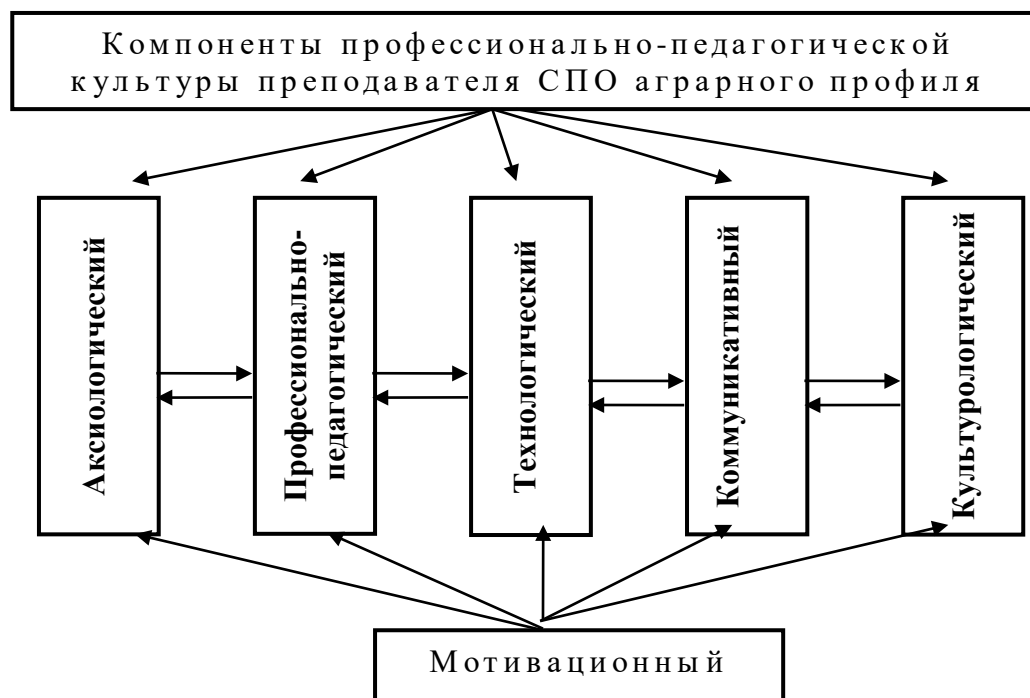 Компоненты профессионально-педагогической
культуры преподавателя СПО аграрного профиля
Аксиологический
Профессионально-
педагогический
Технологический
Коммуникативный
Культурологический
Мотивационный